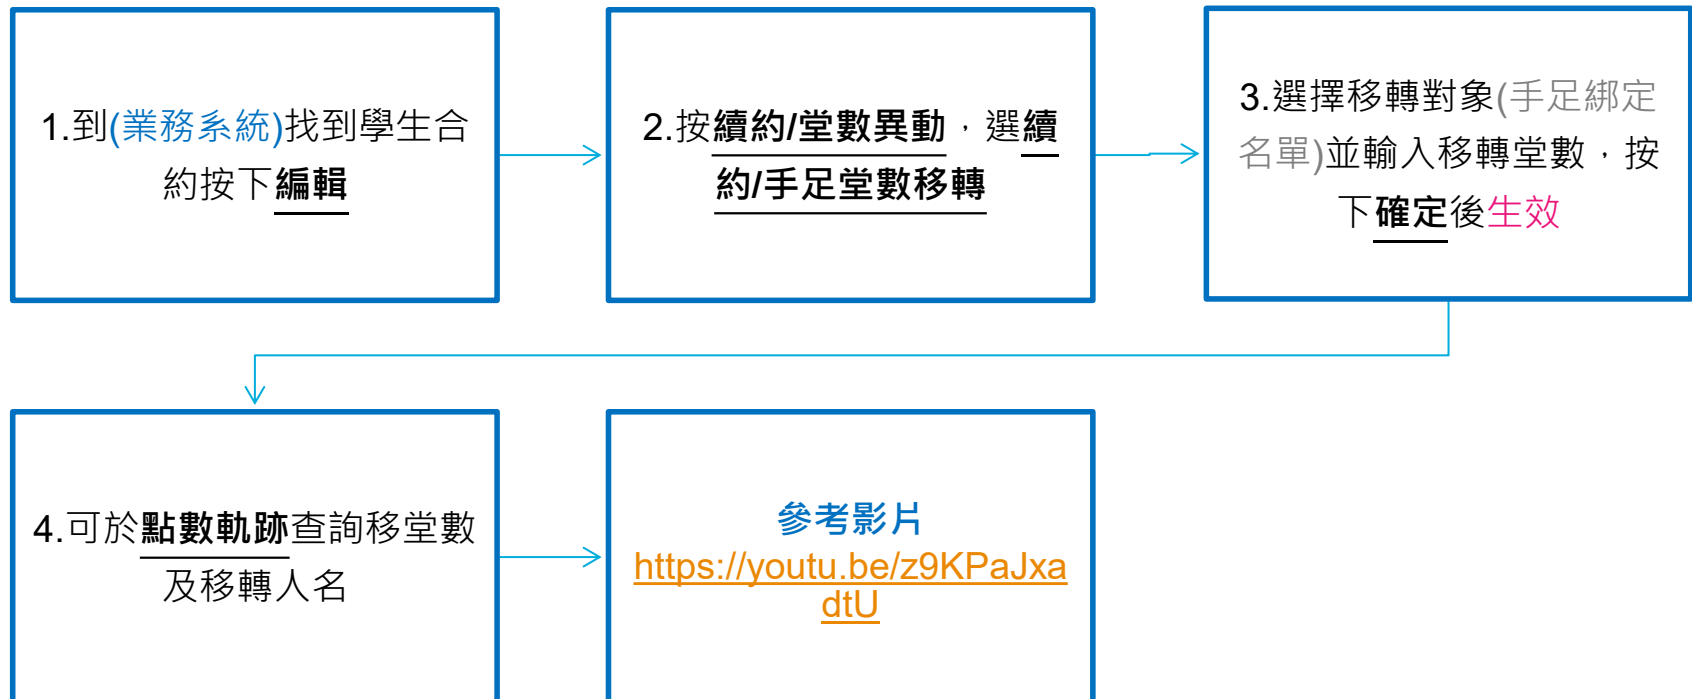 1.到(業務系統)找到學生合
約按下編輯
2.按續約/堂數異動，選續
約/手足堂數移轉
3.選擇移轉對象(手足綁定
名單)並輸入移轉堂數，按
下確定後生效
4.可於點數軌跡查詢移堂數
及移轉人名
參考影片
https://youtu.be/z9KPaJxa
dtU